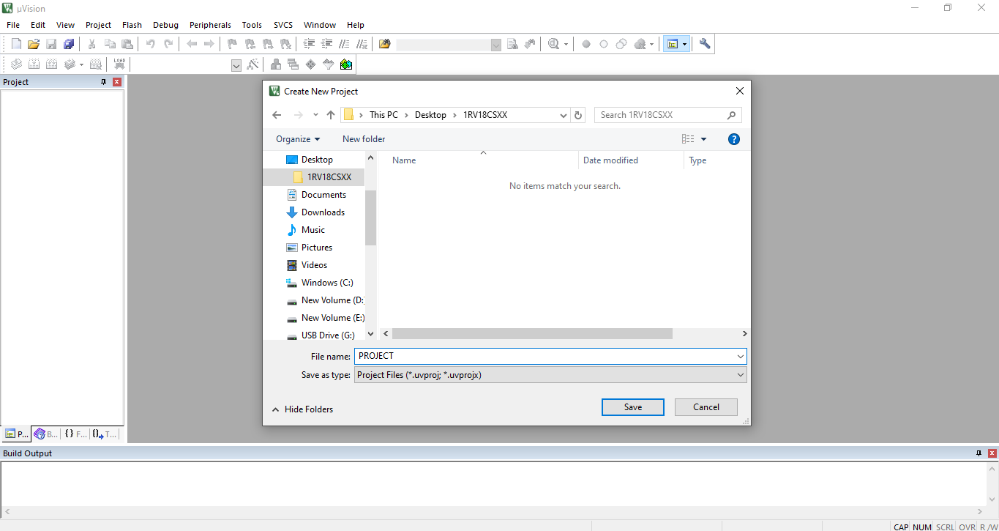 µVision
File Edit View Project Flash Debug Peripherals Tools SVCS Window Help
LOAD
Project
Create New Project
This PC > Desktop > 1RV18CSXX
Search 1RV18CSXX
Organize New folder
Desktop
1RV18CSXX
Documents
Downloads
Music
Pictures
Videos
Windows (C:)
New Volume (D:
New Volume (E:)
USB Drive (G:)
Name Date modified Type
No items match your search.
File name: PROJECT
Save as type: Project Files (*.uvproj; *.uvprojx)
Hide Folders
Save Cancel
P... B... {} F... 0 T...
Build Output
CAP NUM SCRL OVR R /W